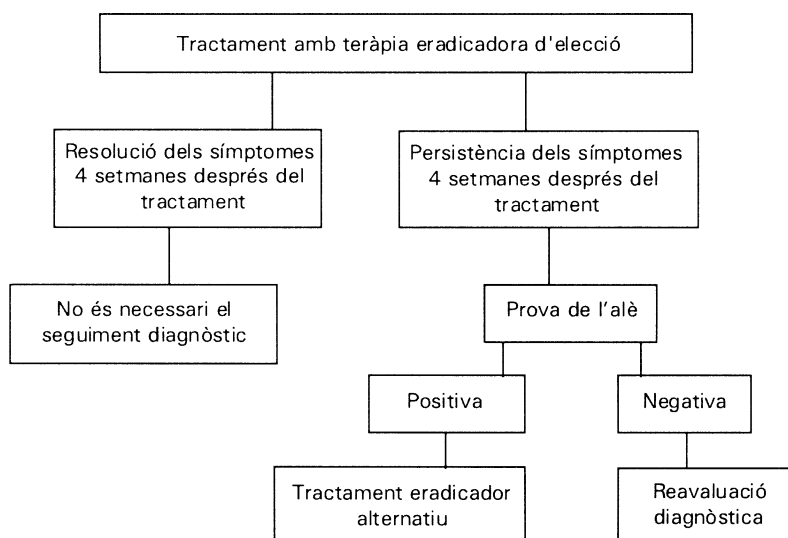 Tractament amb teràpia eradicadora d'elecció
Resolució dels símptomes
4 setmanes després del
tractament
Persistència dels símptomes
4 setmanes després del
tractament
No és necessari el
seguiment diagnòstic
Prova de l'alè
Positiva
Negativa
Tractament eradicador
alternatiu
Reavaluació
diagnòstica